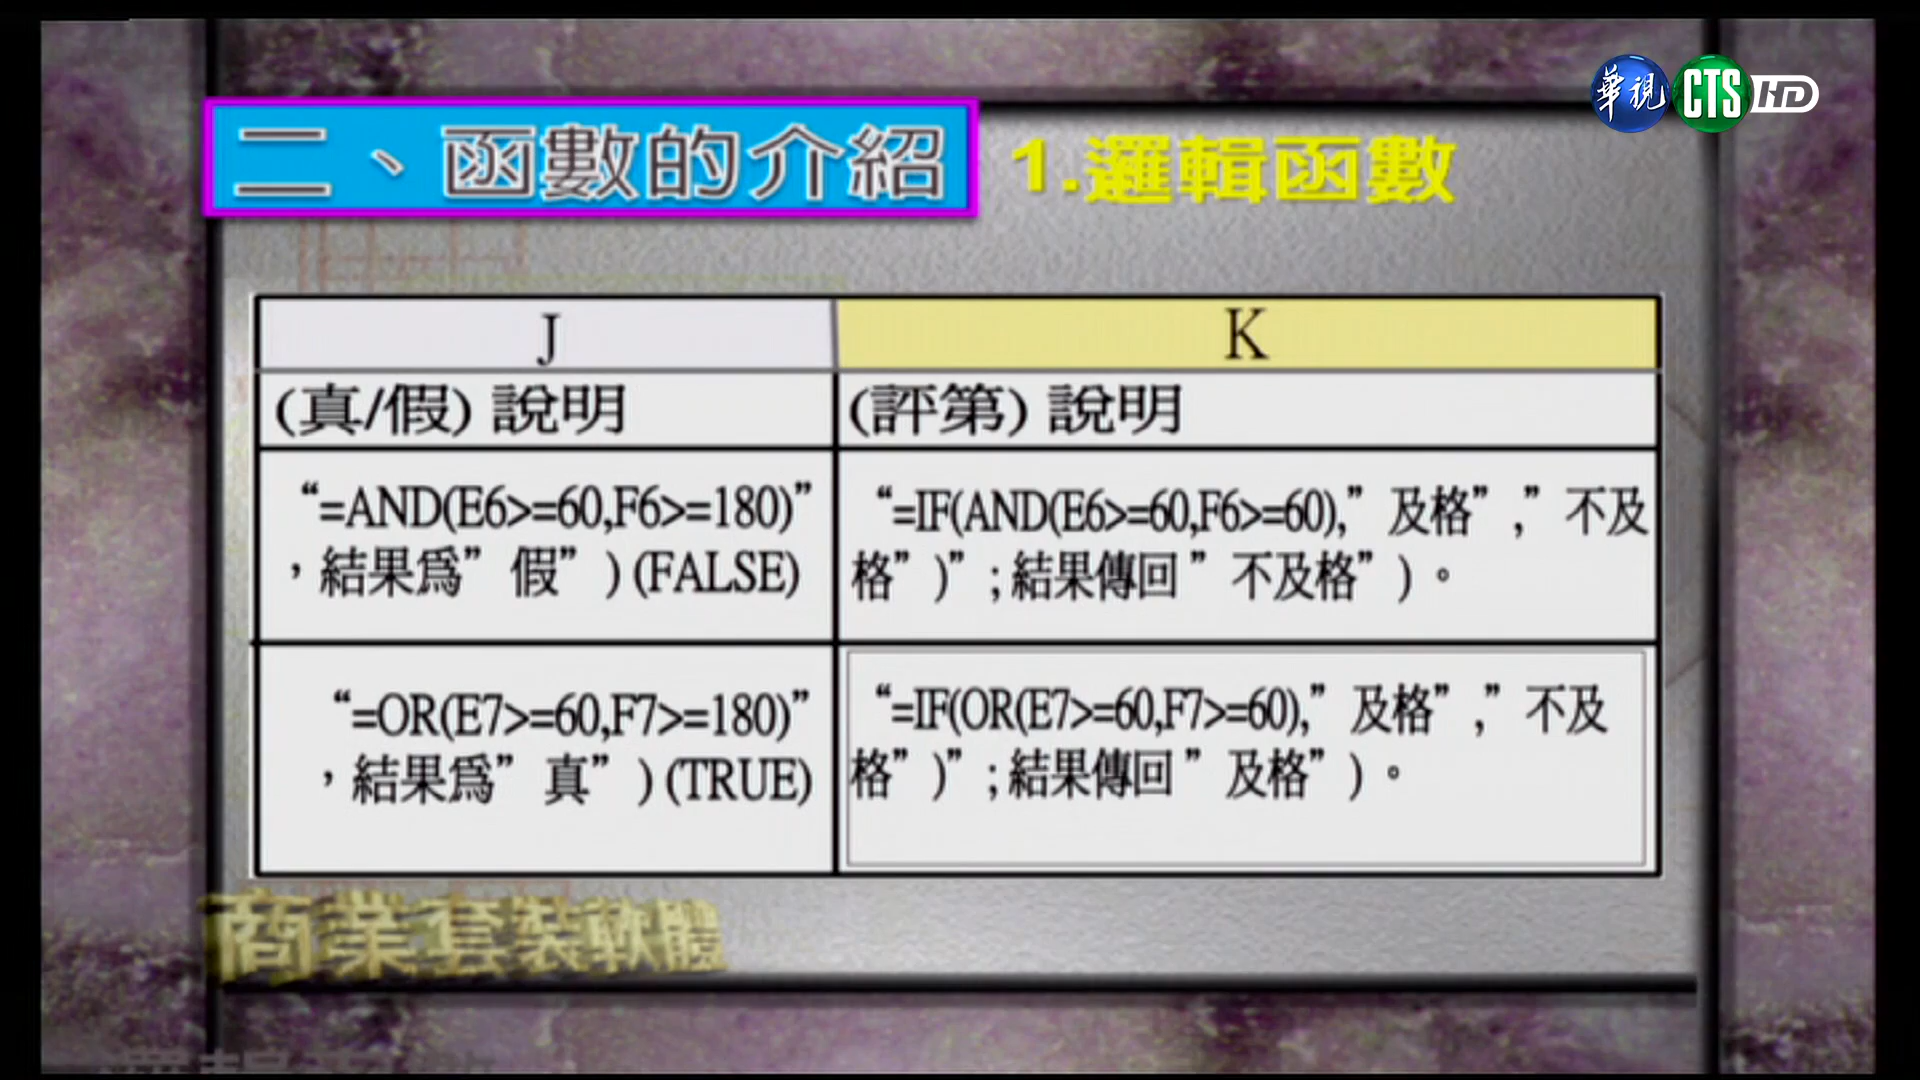 華視 CTS HD
二、函數的介紹 1.邏輯函數
J K
(真/假) 說明 (評第) 說明
“=AND(E6>=60,F6>=180)”
，結果為”假”) (FALSE)
“=IF(AND(E6>=60,F6>=60),”及格”,”不及
格”)”;結果傳回”不及格”)。
“=OR(E7>=60,F7>=180)”
，結果為”真”) (TRUE)
“=IF(OR(E7>=60,F7>=60),”及格”,”不及
格”)”;結果傳回”及格”)。
商業套裝軟體